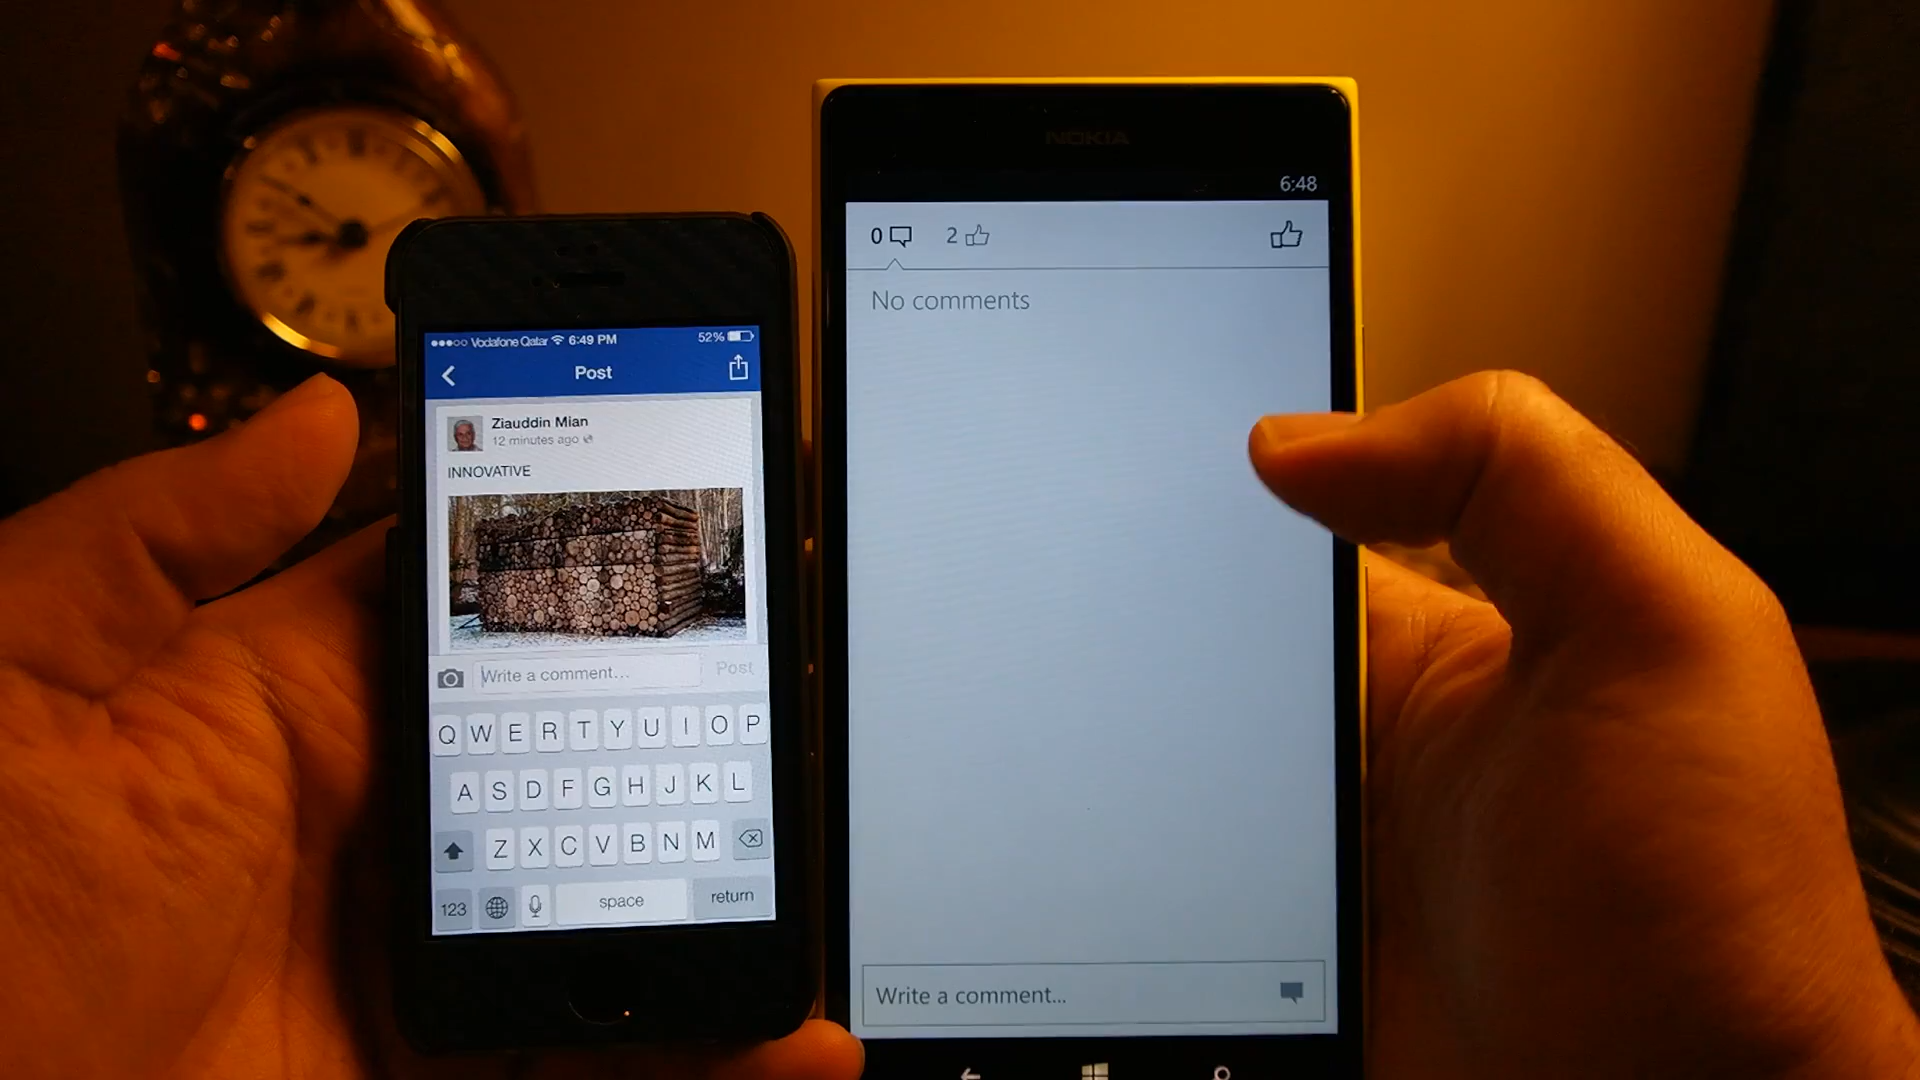 Vodafone Qatar 6:49 PM 52%
Post
Ziauddin Mian
12 minutes ago
INNOVATIVE
Write a comment... Post
Q W E R T Y U I O P
A S D F G H J K L
Z X C V B N M
123 space return
NOKIA
6:48
0 2
No comments
Write a comment...